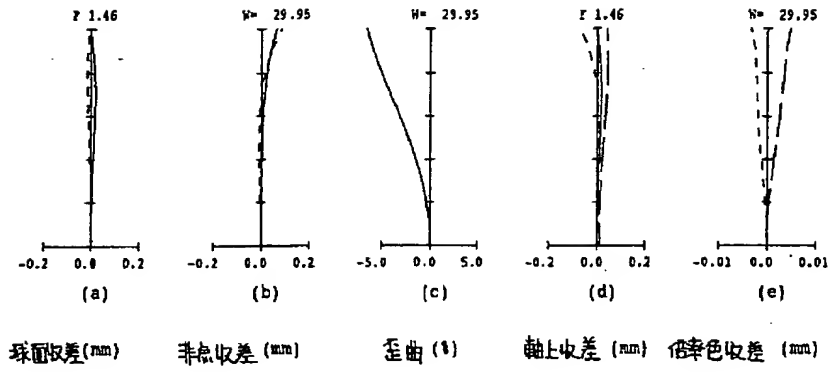 F 1.46 W= 29.95 W= 29.95 F 1.46 W= 29.95
-0.2 0.0 0.2 -0.2 0.0 0.2 -5.0 0.0 5.0 -0.2 0.0 0.2 -0.01 0.0 0.01
(a) (b) (c) (d) (e)
球面収差(mm) 非点収差(mm) 歪曲(%) 軸上収差(mm) 倍率色収差 (mm)